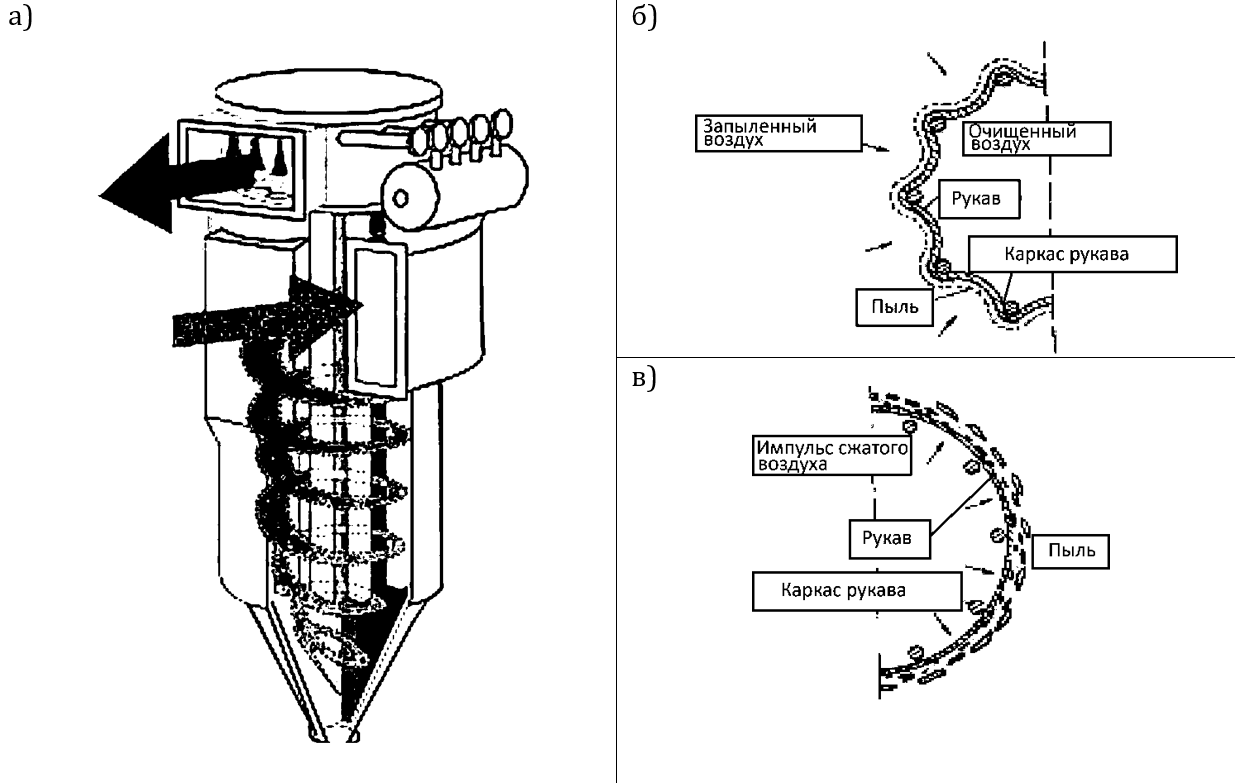 а)
б)
Запыленный
воздух
Очищенный
воздух
Рукав
Каркас рукава
Пыль
в)
Импульс сжатого
воздуха
Рукав
Пыль
Каркас рукава